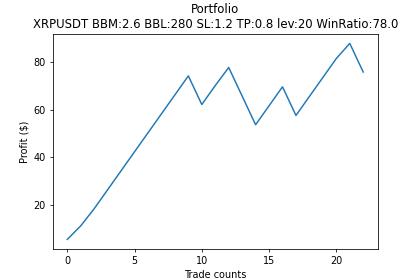 Portfolio
XRPUSDT BBM:2.6 BBL:280 SL:1.2 TP:0.8 lev:20 WinRatio:78.0
80
60
40
20
Profit ($)
0 5 10 15 20
Trade counts